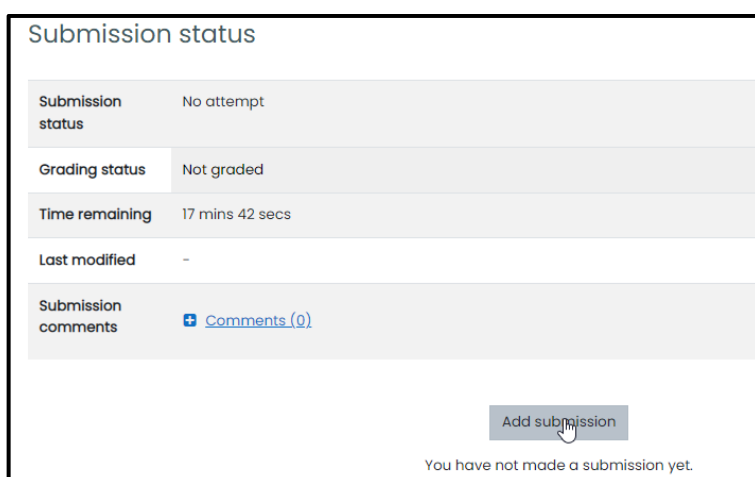 Submission status
Submission status No attempt
Grading status Not graded
Time remaining 17 mins 42 secs
Last modified -
Submission comments Comments (0)
Add submission
You have not made a submission yet.